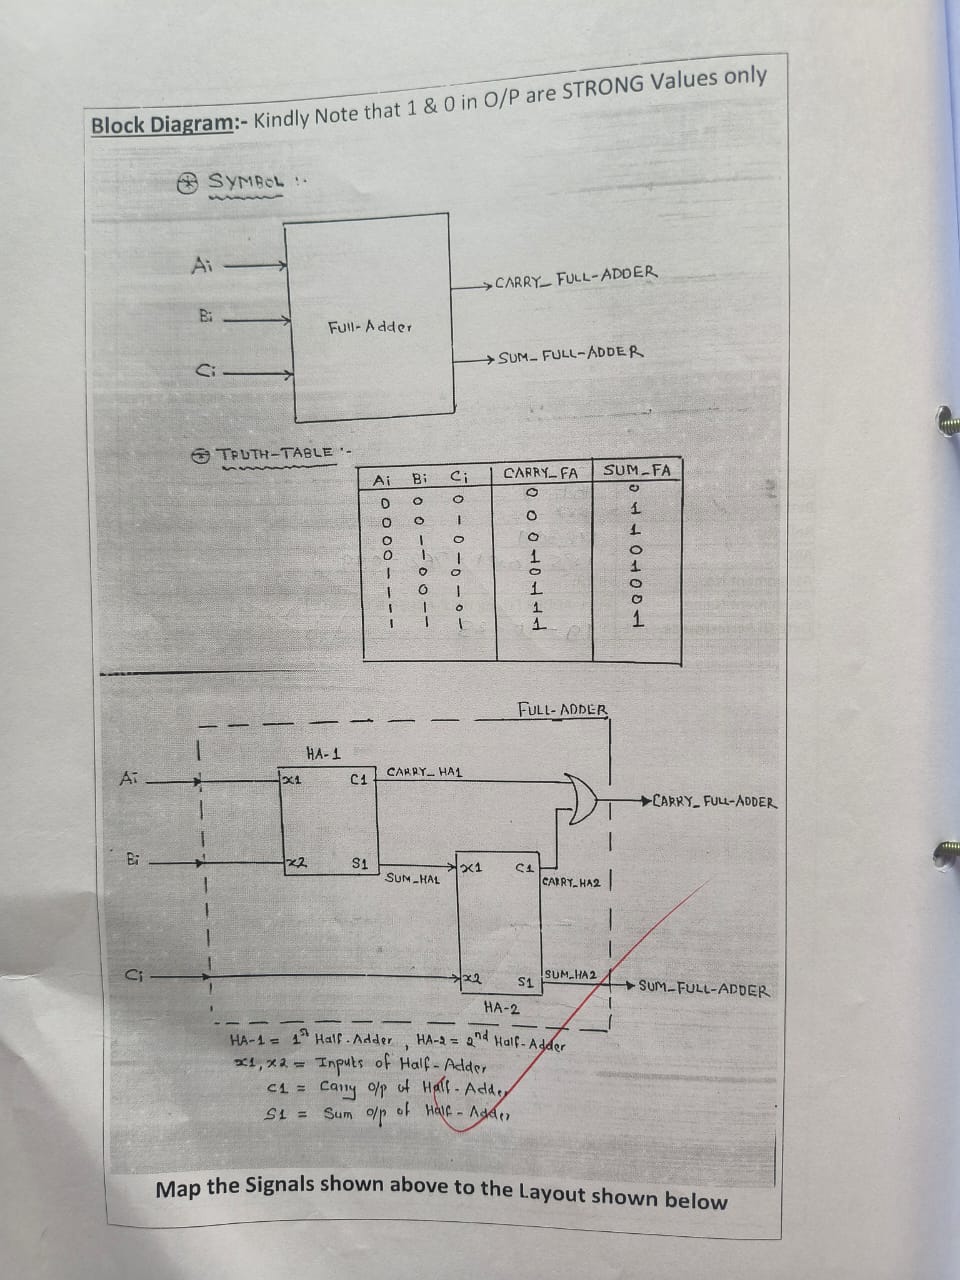 Block Diagram:- Kindly Note that 1 & 0 in O/P are STRONG Values only
SYMBOL :-
Ai
Bi
Ci
Full-Adder
CARRY_FULL-ADDER
SUM_FULL-ADDER
TRUTH-TABLE :-
Ai Bi Ci CARRY_FA SUM_FA
0 0 0 0 0
0 0 1 0 1
0 1 0 0 1
0 1 1 1 0
1 0 0 0 1
1 0 1 1 0
1 1 0 1 0
1 1 1 1 1
FULL-ADDER
HA-1
Ai
x1 C1
CARRY_HA1
CARRY_FULL-ADDER
Bi
x2 S1
SUM_HA1
x1 C1
CARRY_HA2
Ci
x2 S1
SUM_HA2
SUM_FULL-ADDER
HA-2
HA-1 = 1st Half-Adder, HA-2 = 2nd Half-Adder
x1, x2 = Inputs of Half-Adder
C1 = Carry o/p of Half-Adder
S1 = Sum o/p of Half-Adder
Map the Signals shown above to the Layout shown below